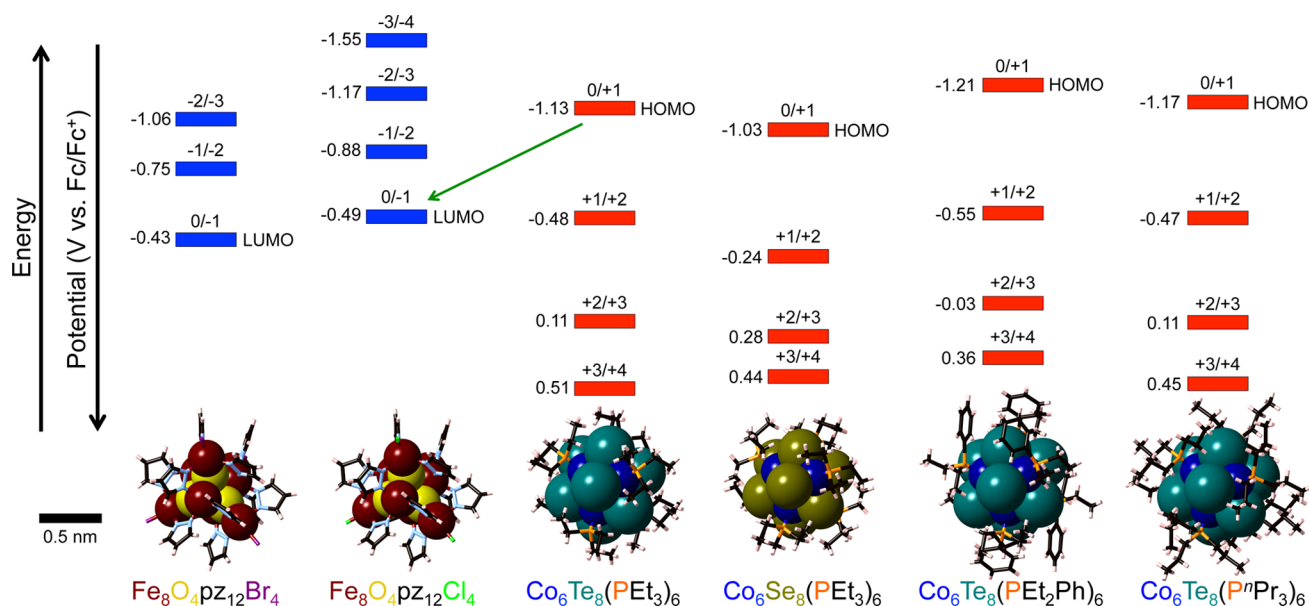 Energy
Potential (V vs. Fc/Fc⁺)
-2/-3
-1.06
-1/-2
-0.75
0/-1
-0.43 LUMO
-3/-4
-1.55
-2/-3
-1.17
-1/-2
-0.88
0/-1
-0.49 LUMO
0/+1
-1.13 HOMO
+1/+2
-0.48
+2/+3
0.11
+3/+4
0.51
0/+1
-1.03 HOMO
+1/+2
-0.24
+2/+3
0.28
+3/+4
0.44
0/+1
-1.21 HOMO
+1/+2
-0.55
+2/+3
-0.03
+3/+4
0.36
0/+1
-1.17 HOMO
+1/+2
-0.47
+2/+3
0.11
+3/+4
0.45
0.5 nm
Fe₈O₄pz₁₂Br₄
Fe₈O₄pz₁₂Cl₄
Co₆Te₈(PEt₃)₆
Co₆Se₈(PEt₃)₆
Co₆Te₈(PEt₂Ph)₆
Co₆Te₈(PⁿPr₃)₆